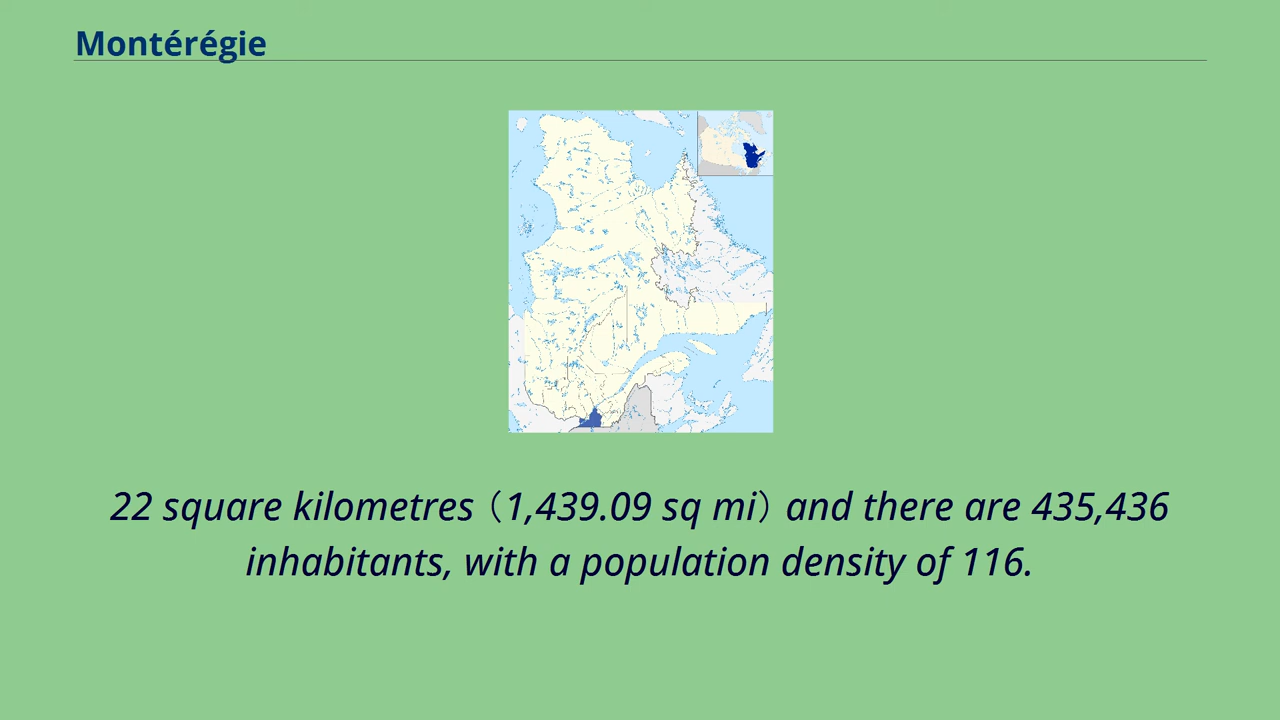 Montérégie
22 square kilometres (1,439.09 sq mi) and there are 435,436
inhabitants, with a population density of 116.